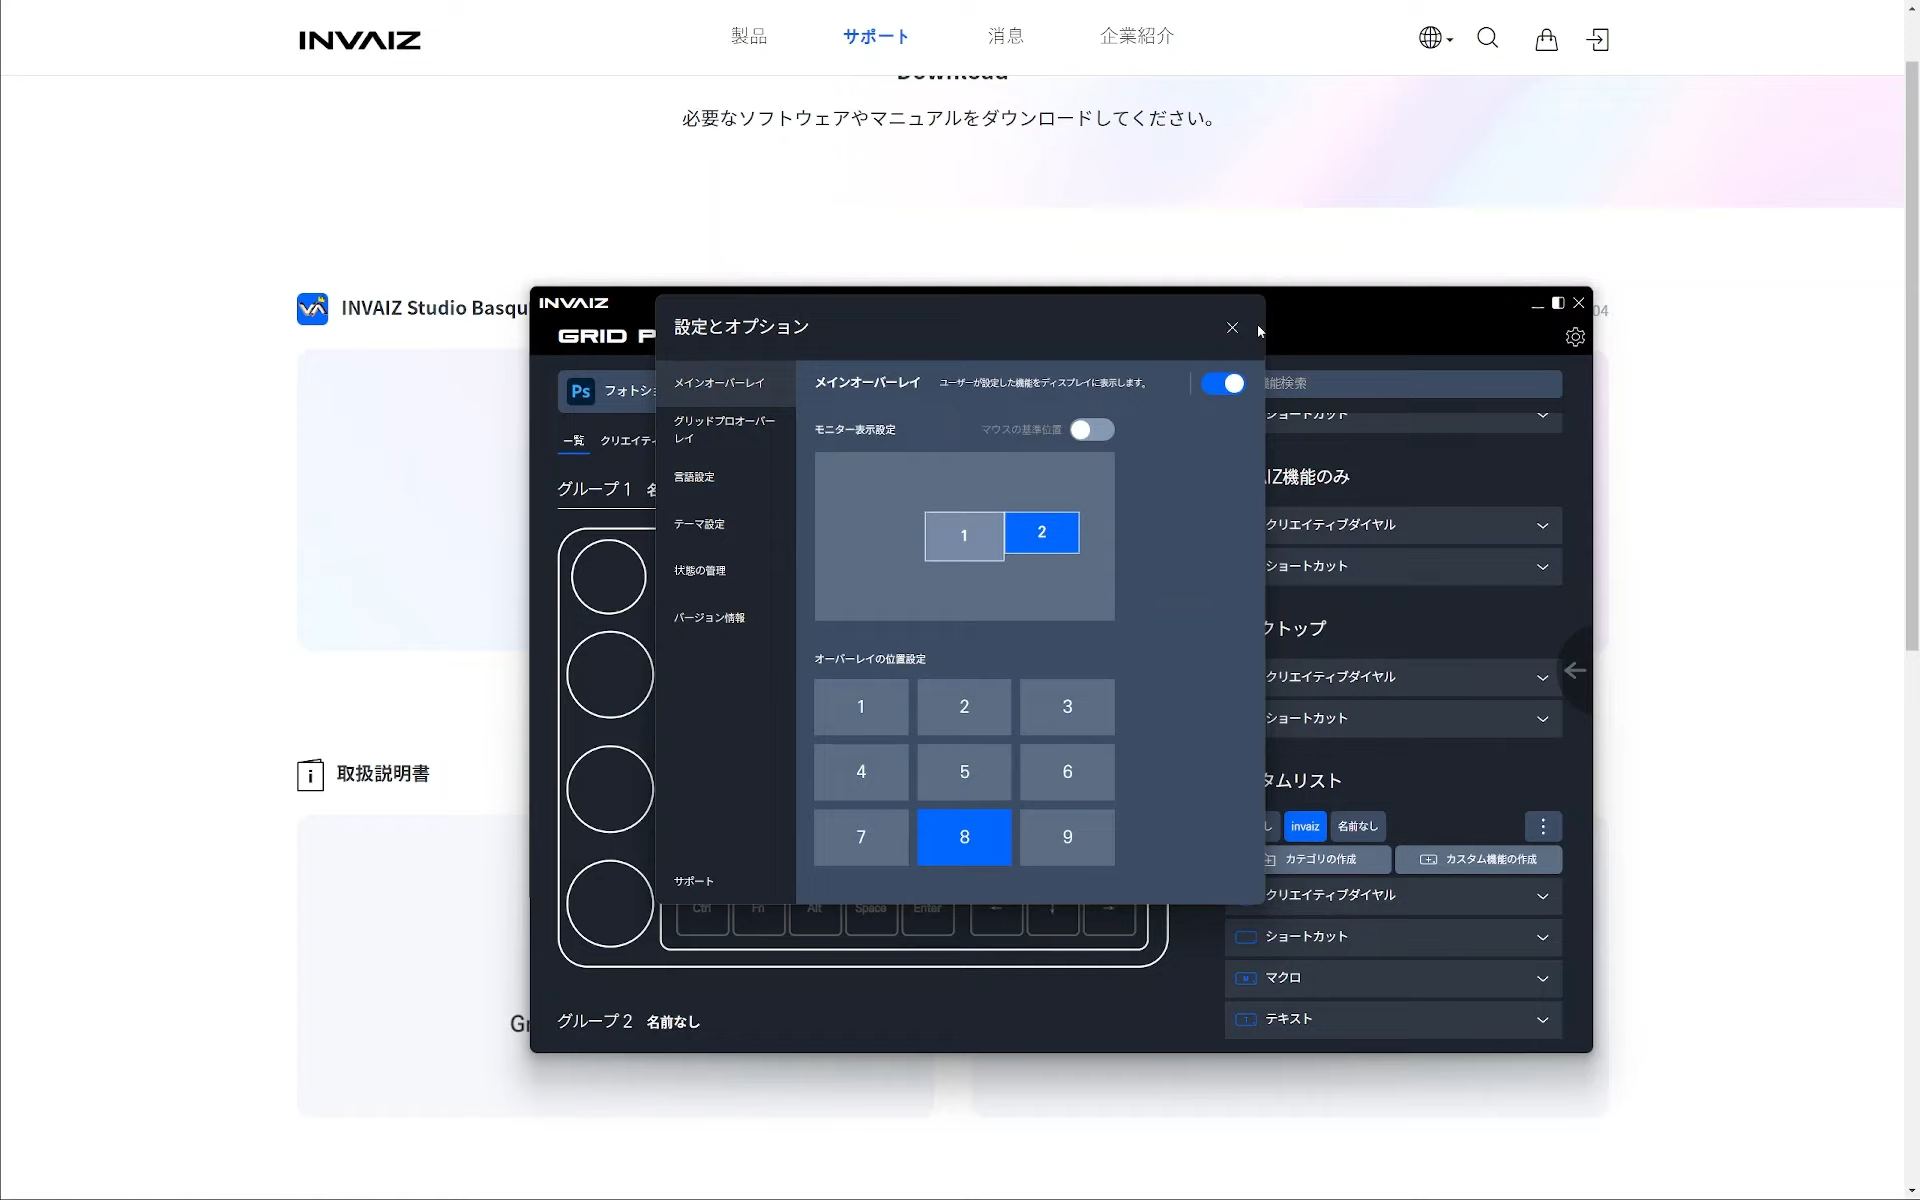 INVAIZ
製品 サポート 消息 企業紹介
必要なソフトウェアやマニュアルをダウンロードしてください。
INVAIZ Studio Basqu
04
取扱説明書
INVAIZ
GRID P
フォトショ
一覧 クリエイティ
グループ 1
Ctrl Fn Alt Space Enter ← ↓ →
グループ 2 名前なし
設定とオプション
メインオーバーレイ
グリッドプロオーバー
レイ
言語設定
テーマ設定
状態の管理
バージョン情報
サポート
メインオーバーレイ ユーザーが設定した機能をディスプレイに表示します。
モニター表示設定 マウスの基準位置
1 2
オーバーレイの位置設定
1 2 3
4 5 6
7 8 9
機能検索
ショートカット
IZ機能のみ
クリエイティブダイヤル
ショートカット
クトップ
クリエイティブダイヤル
ショートカット
タムリスト
し invaiz 名前なし
カテゴリの作成 カスタム機能の作成
クリエイティブダイヤル
ショートカット
マクロ
テキスト